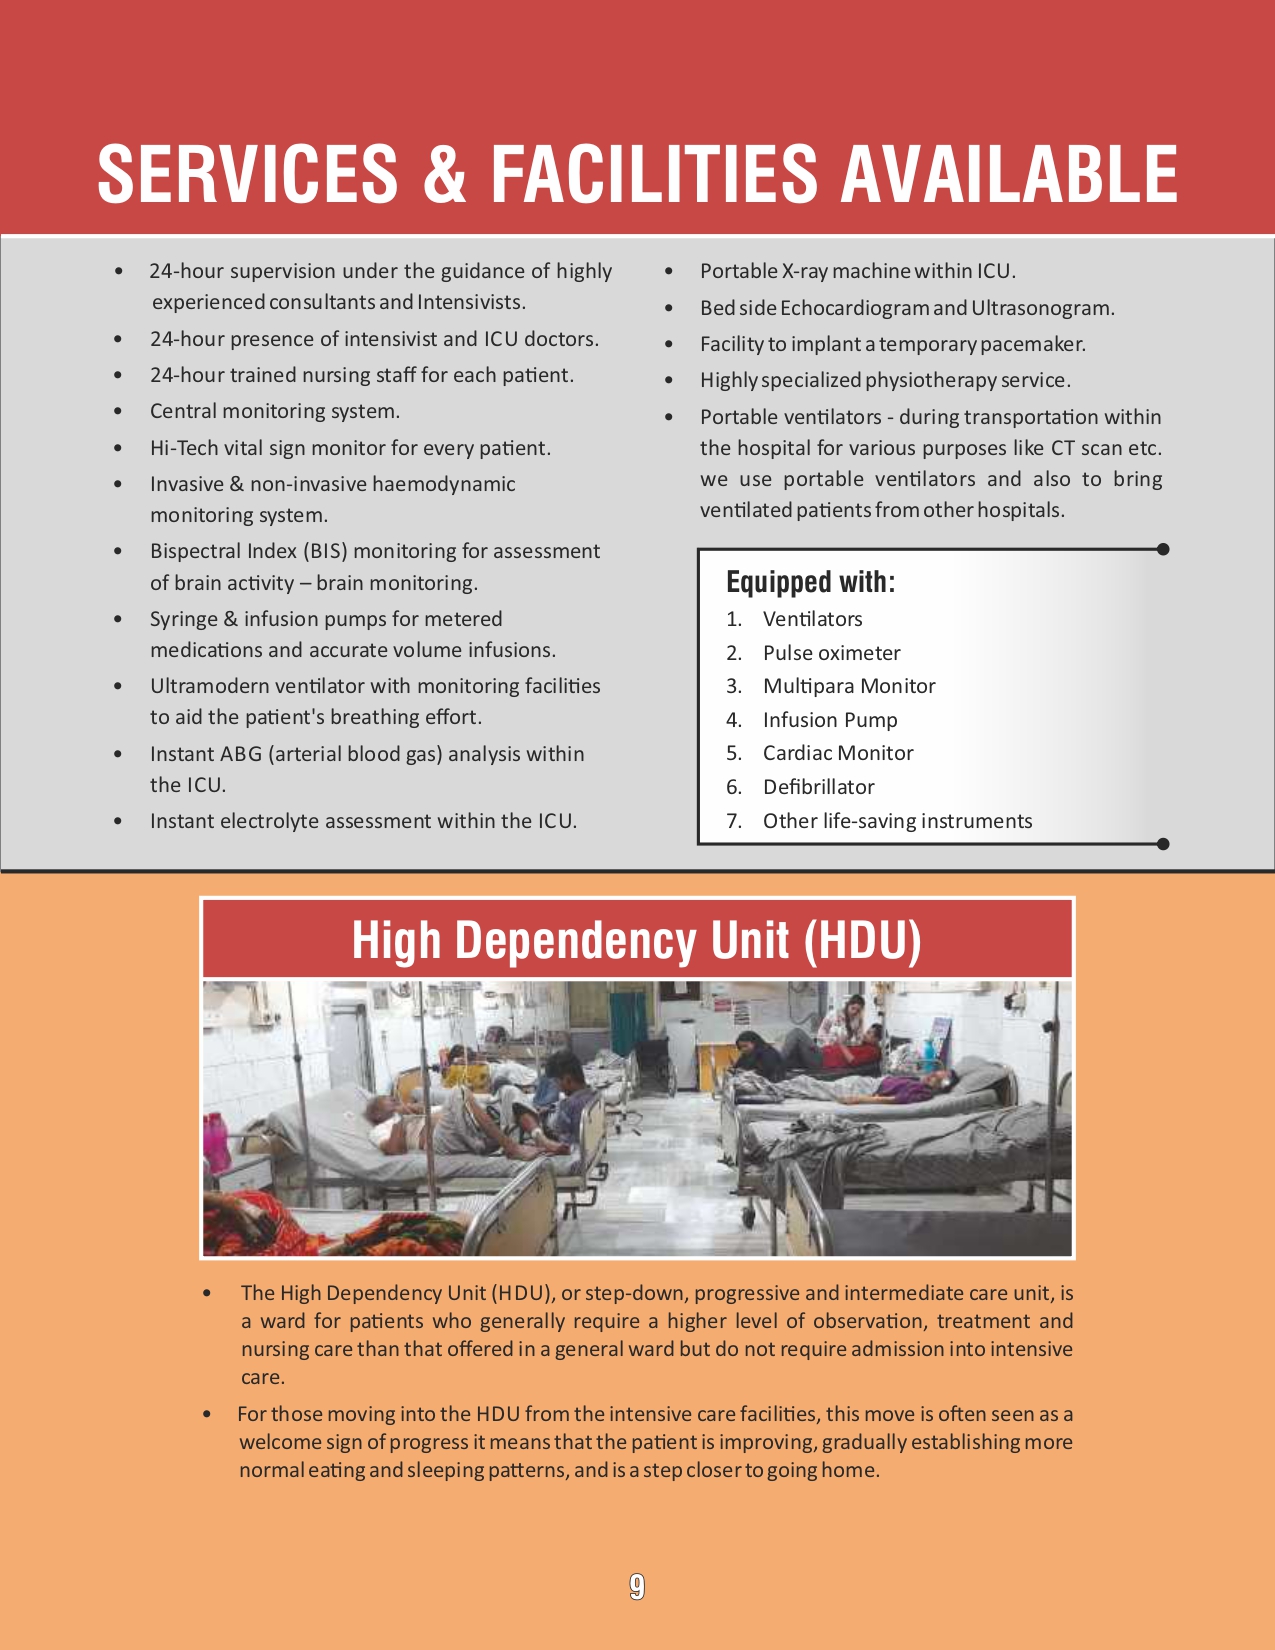 SERVICES & FACILITIES AVAILABLE
• 24-hour supervision under the guidance of highly
experienced consultants and Intensivists.
• 24-hour presence of intensivist and ICU doctors.
• 24-hour trained nursing staff for each patient.
• Central monitoring system.
• Hi-Tech vital sign monitor for every patient.
• Invasive & non-invasive haemodynamic
monitoring system.
• Bispectral Index (BIS) monitoring for assessment
of brain activity – brain monitoring.
• Syringe & infusion pumps for metered
medications and accurate volume infusions.
• Ultramodern ventilator with monitoring facilities
to aid the patient's breathing effort.
• Instant ABG (arterial blood gas) analysis within
the ICU.
• Instant electrolyte assessment within the ICU.
• Portable X-ray machine within ICU.
• Bed side Echocardiogram and Ultrasonogram.
• Facility to implant a temporary pacemaker.
• Highly specialized physiotherapy service.
• Portable ventilators - during transportation within
the hospital for various purposes like CT scan etc.
we use portable ventilators and also to bring
ventilated patients from other hospitals.
Equipped with:
1. Ventilators
2. Pulse oximeter
3. Multipara Monitor
4. Infusion Pump
5. Cardiac Monitor
6. Defibrillator
7. Other life-saving instruments
High Dependency Unit (HDU)
• The High Dependency Unit (HDU), or step-down, progressive and intermediate care unit, is
a ward for patients who generally require a higher level of observation, treatment and
nursing care than that offered in a general ward but do not require admission into intensive
care.
• For those moving into the HDU from the intensive care facilities, this move is often seen as a
welcome sign of progress it means that the patient is improving, gradually establishing more
normal eating and sleeping patterns, and is a step closer to going home.
9